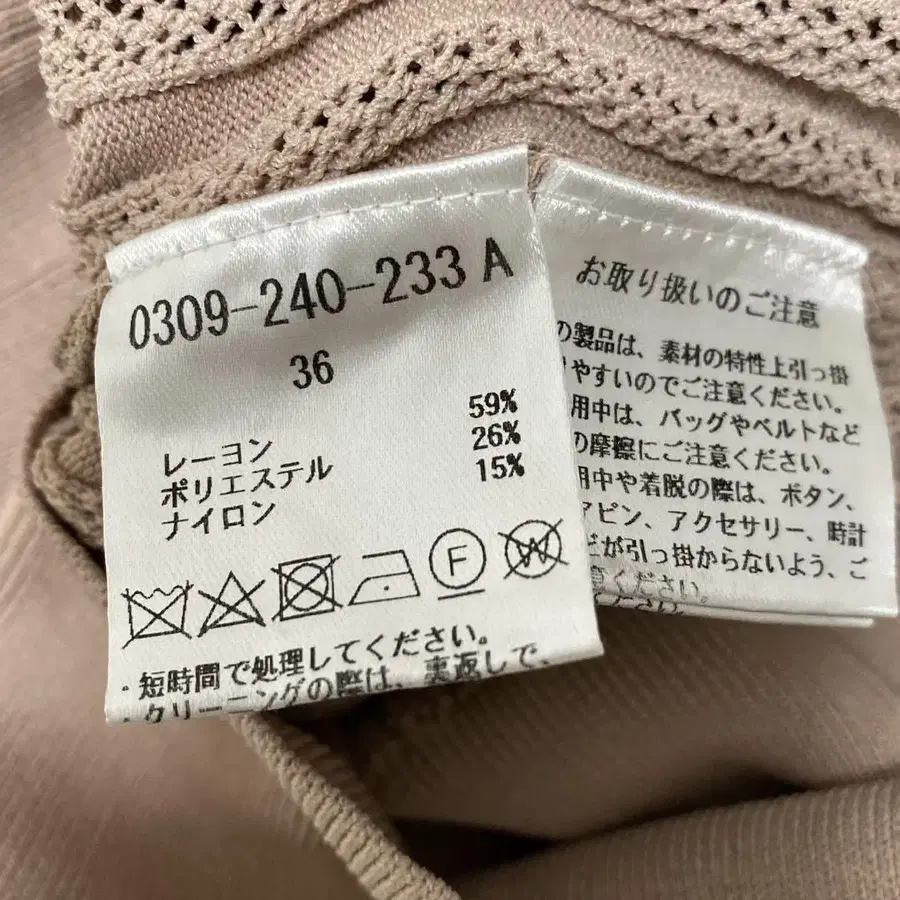 0309-240-233 A
36
レーヨン 59%
ポリエステル 26%
ナイロン 15%
F
W
・短時間で処理してください。
・クリーニングの際は、裏返しで、
お取り扱いのご注意
の製品は、素材の特性上引っ掛
やすいのでご注意ください。
用中は、バッグやベルトなど
の摩擦にご注意ください。
用中や着脱の際は、ボタン、
アピン、アクセサリー、時計
どが引っ掛からないよう、ご
意ください。
ください。